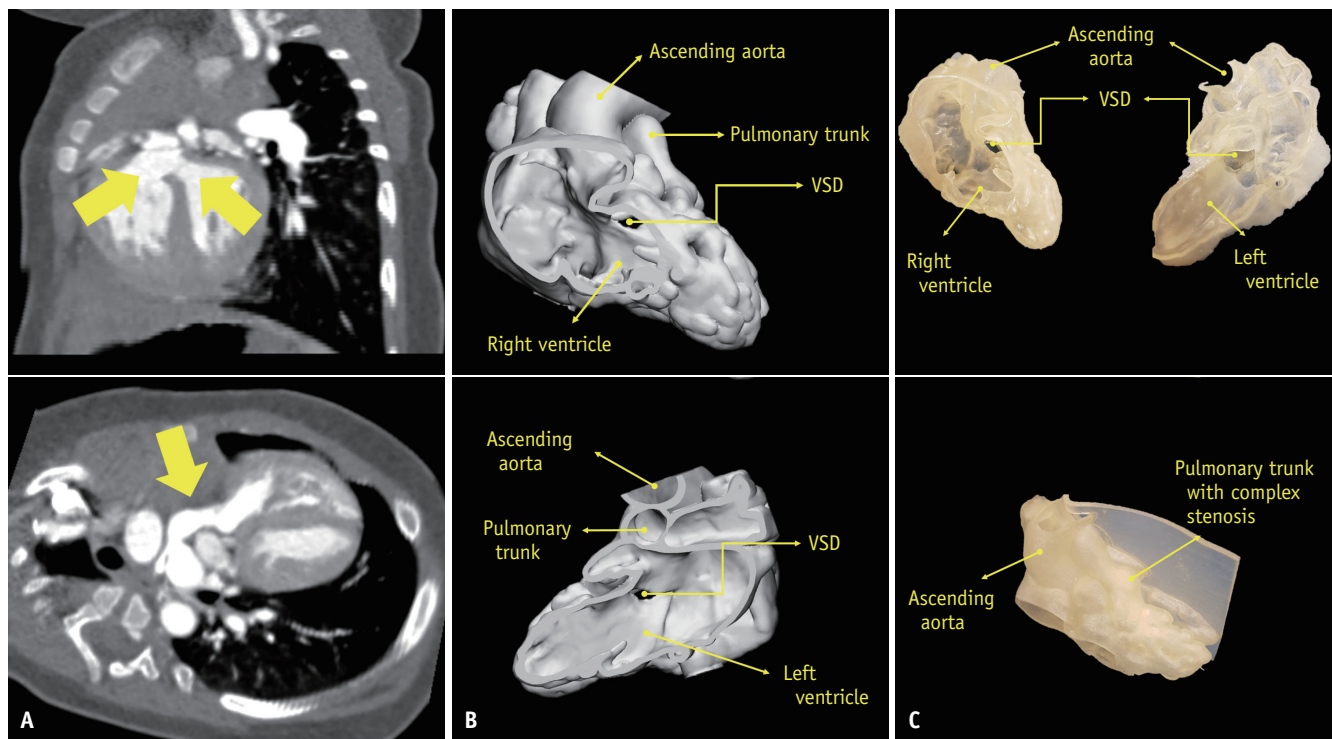 Ascending aorta
Pulmonary trunk
VSD
Right ventricle
Ascending
aorta
VSD
Right
ventricle
Left
ventricle
A
Ascending
aorta
Pulmonary
trunk
VSD
Left
ventricle
B
Pulmonary trunk
with complex
stenosis
Ascending
aorta
C